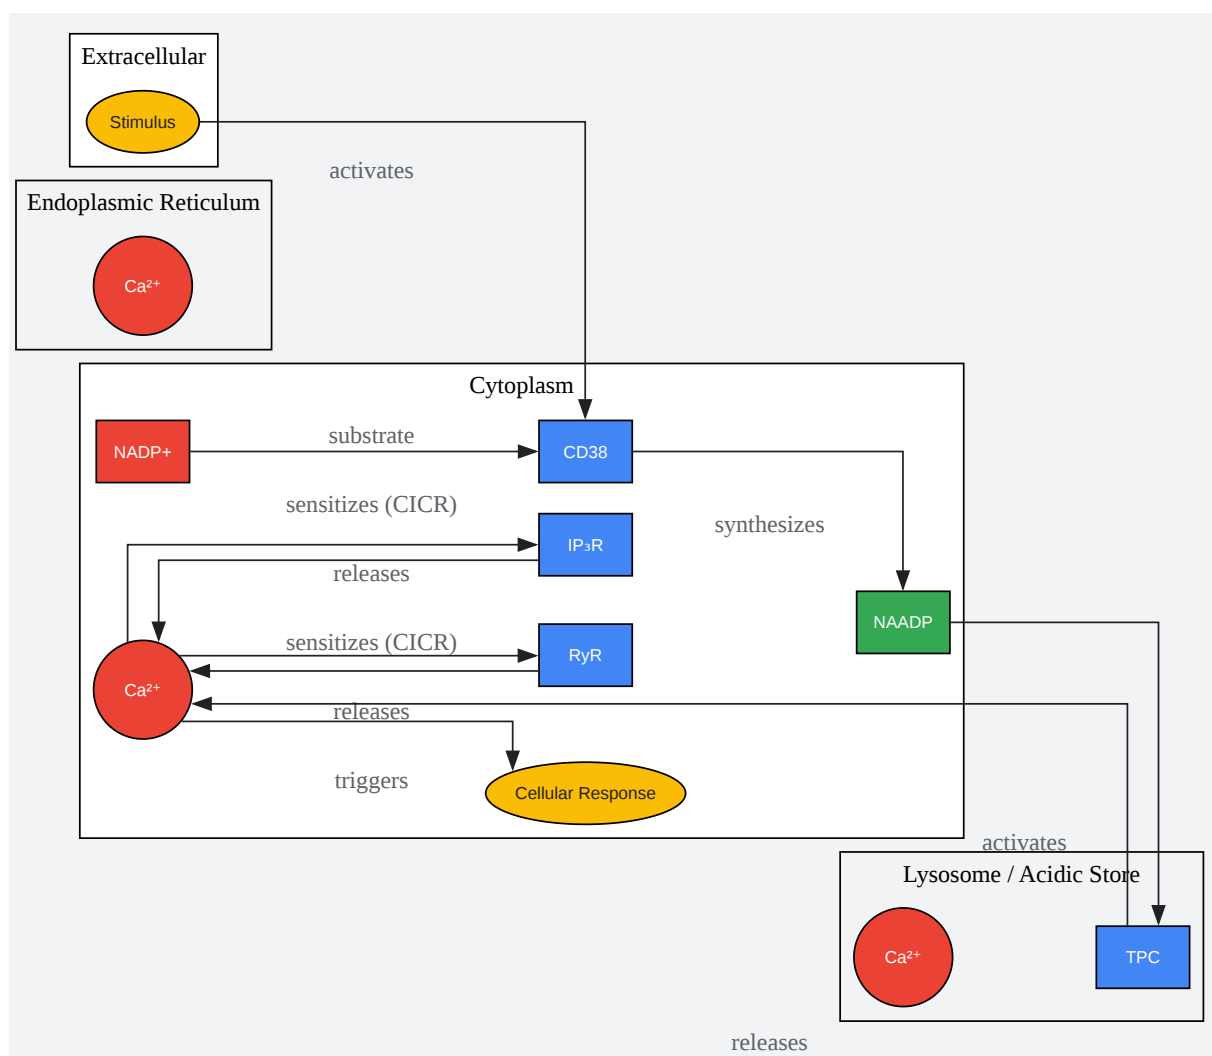 Extracellular
Stimulus
activates
Endoplasmic Reticulum
Ca²⁺
Cytoplasm
NADP+
substrate
CD38
sensitizes (CICR)
synthesizes
IP₃R
releases
NAADP
sensitizes (CICR)
RyR
Ca²⁺
releases
triggers
Cellular Response
activates
Lysosome / Acidic Store
Ca²⁺
TPC
releases